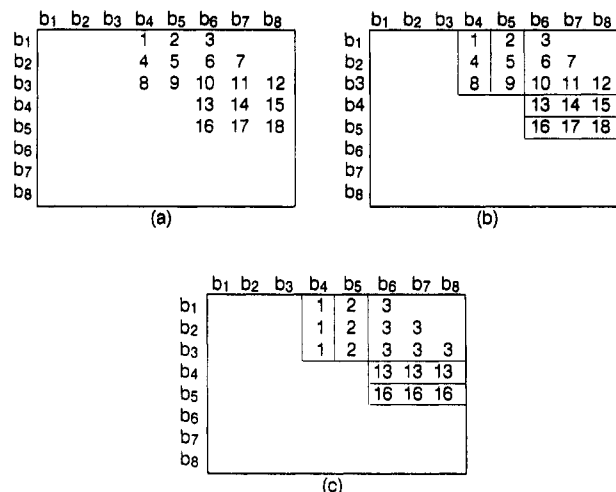 b1 b2 b3 b4 b5 b6 b7 b8
b1 1 2 3
b2 4 5 6 7
b3 8 9 10 11 12
b4 13 14 15
b5 16 17 18
b6
b7
b8
(a)
b1 b2 b3 b4 b5 b6 b7 b8
b1 1 2 3
b2 4 5 6 7
b3 8 9 10 11 12
b4 13 14 15
b5 16 17 18
b6
b7
b8
(b)
b1 b2 b3 b4 b5 b6 b7 b8
b1 1 2 3
b2 1 2 3 3
b3 1 2 3 3 3
b4 13 13 13
b5 16 16 16
b6
b7
b8
(c)